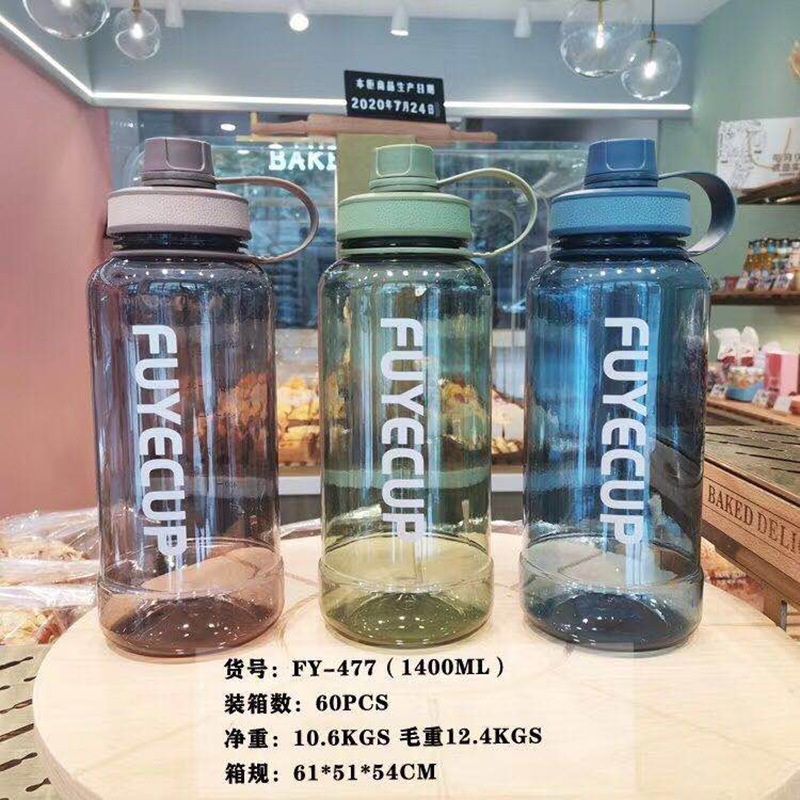 本柜商品生产日期
2020年7月24日
BAKE
FUYECUP
FUYECUP
FUYECUP
BAKED DELI
货号：FY-477（1400ML）
装箱数：60PCS
净重：10.6KGS 毛重12.4KGS
箱规：61*51*54CM